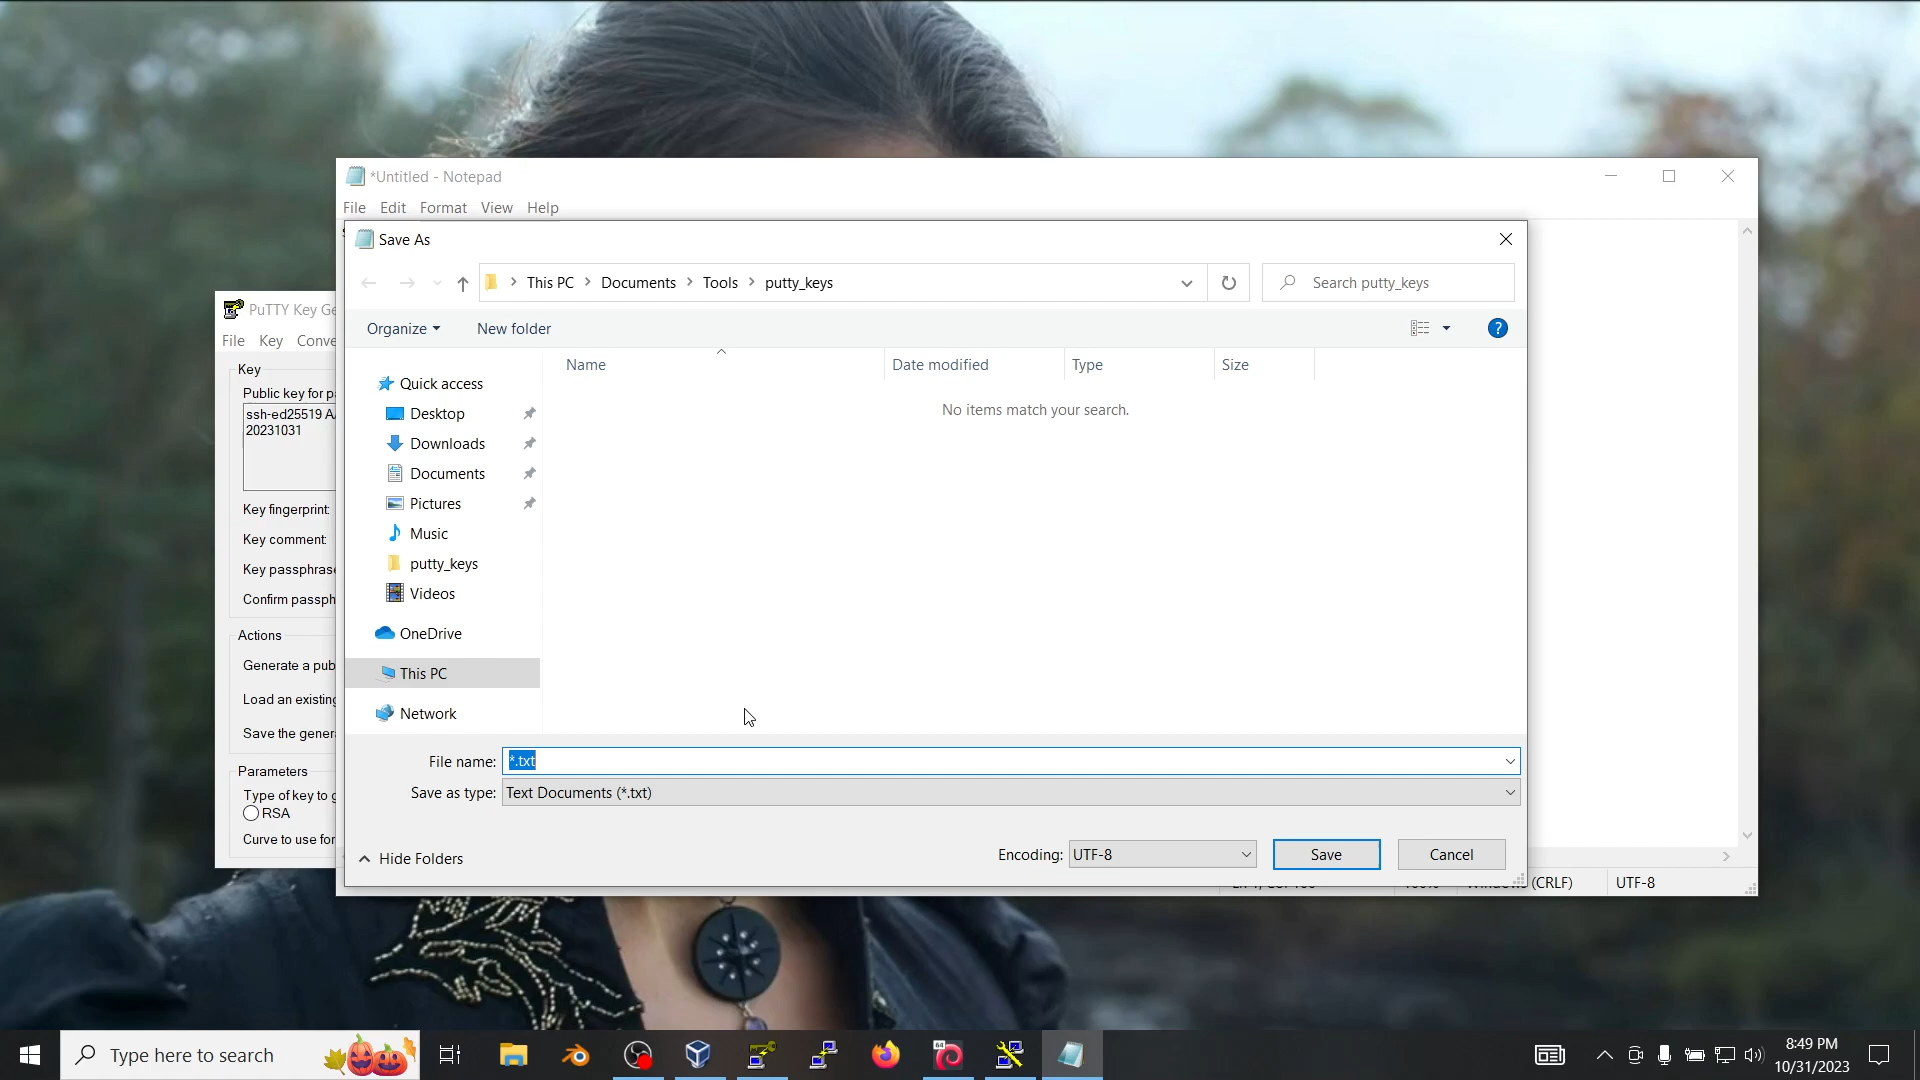 *Untitled - Notepad
File Edit Format View Help
Save As
This PC Documents Tools putty_keys
Search putty_keys
Organize New folder
?
Name Date modified Type Size
No items match your search.
Quick access
Desktop
Downloads
Documents
Pictures
Music
putty_keys
Videos
OneDrive
This PC
Network
File name: *.txt
Save as type: Text Documents (*.txt)
Hide Folders
Encoding: UTF-8
Save Cancel
(CRLF) UTF-8
PuTTY Key Ge
File Key Conve
Key
Public key for pa
ssh-ed25519 A
20231031
Key fingerprint:
Key comment:
Key passphrase
Confirm passph
Actions
Generate a pub
Load an existing
Save the gener
Parameters
Type of key to g
RSA
Curve to use for
Type here to search
64
8:49 PM
10/31/2023